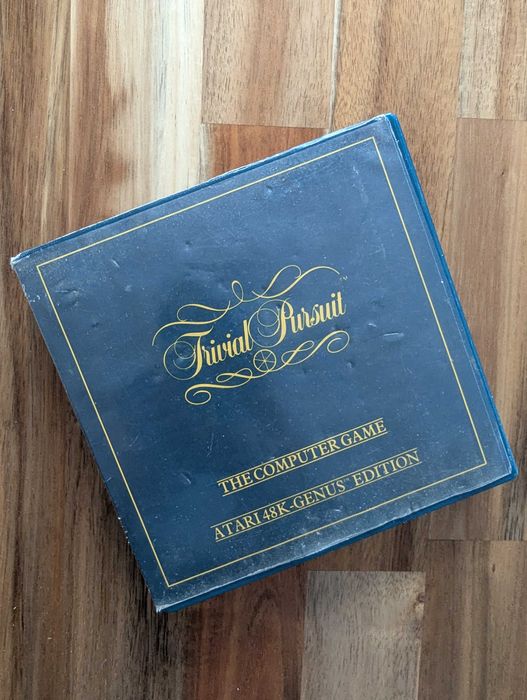 Trivial Pursuit™
THE COMPUTER GAME
ATARI 48K-GENUS™ EDITION